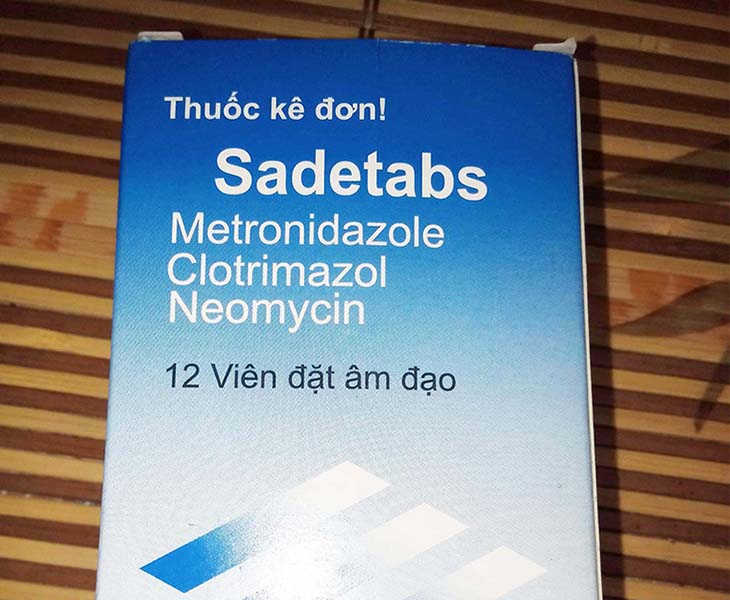 Thuốc kê đơn!
Sadetabs
Metronidazole
Clotrimazol
Neomycin
12 Viên đặt âm đạo